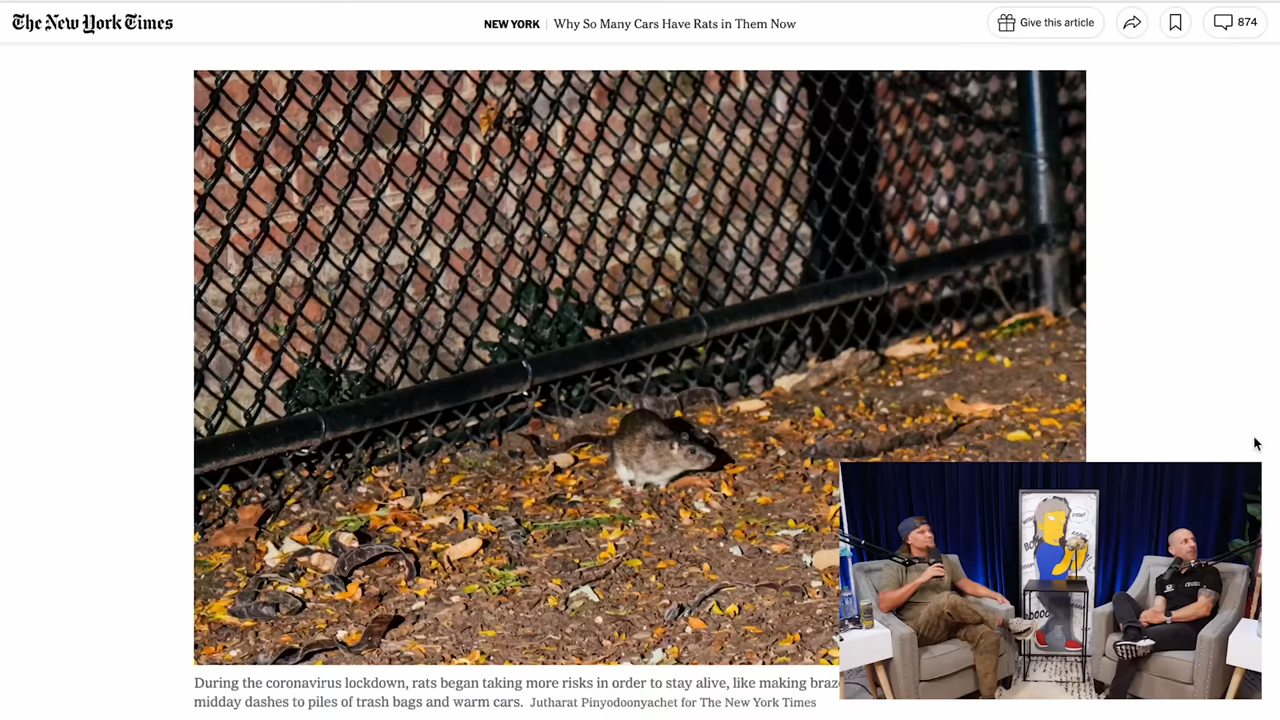 The New York Times
NEW YORK | Why So Many Cars Have Rats in Them Now
Give this article
874
During the coronavirus lockdown, rats began taking more risks in order to stay alive, like making
midday dashes to piles of trash bags and warm cars. Jutharat Pinyodoonyachet for The New York Times